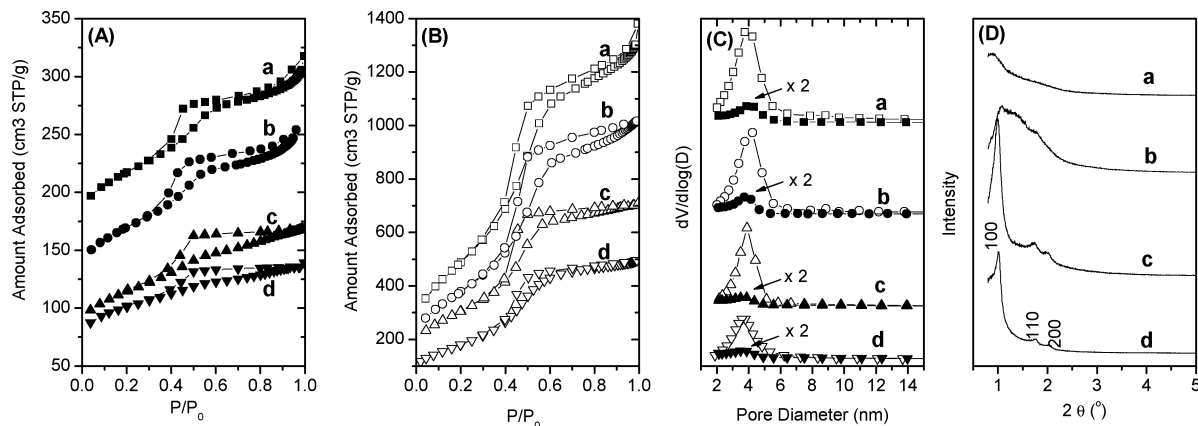 (A)
350
300
250
200
150
100
50
Amount Adsorbed (cm3 STP/g)
a
b
c
d
0.0 0.2 0.4 0.6 0.8 1.0
P/P0
(B)
1400
1200
1000
800
600
400
200
Amount Adsorbed (cm3 STP/g)
a
b
c
d
0.0 0.2 0.4 0.6 0.8 1.0
P/P0
(C)
dV/dlog(D)
x 2
a
x 2
b
x 2
c
x 2
d
2 4 6 8 10 12 14
Pore Diameter (nm)
(D)
Intensity
a
b
c
d
100
110
200
1 2 3 4 5
2 θ (°)